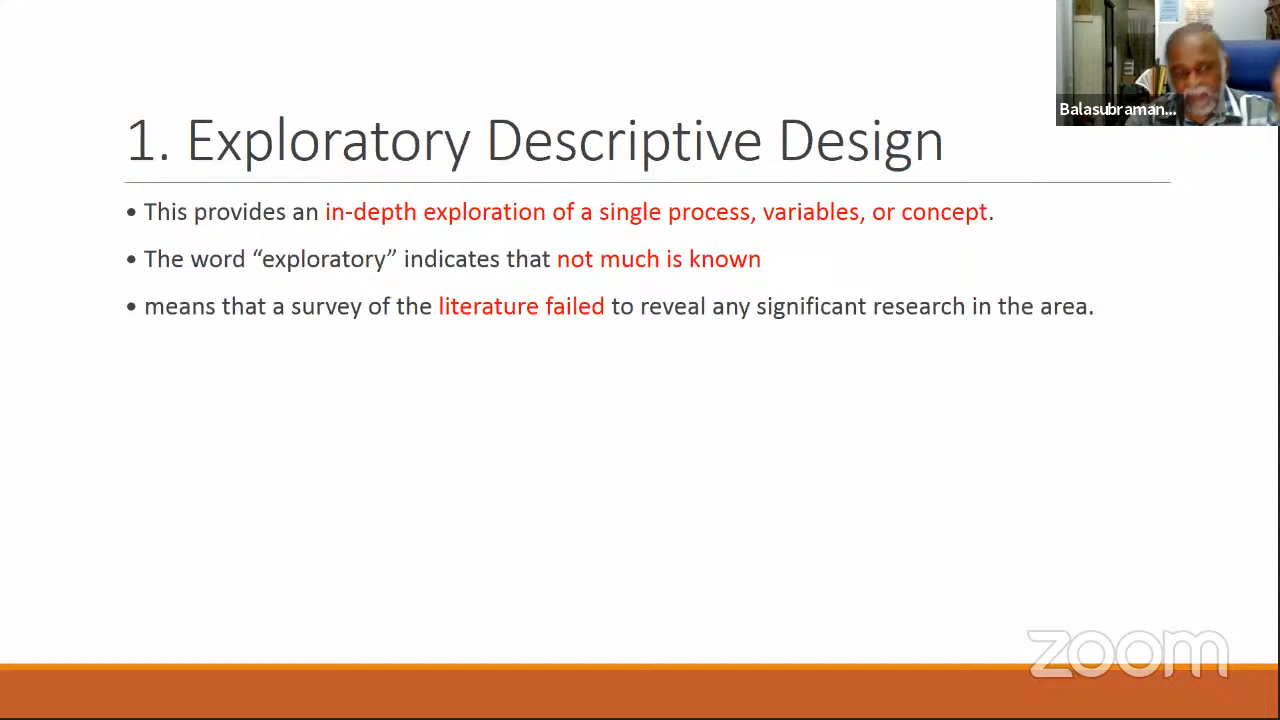 Balasubraman...
1. Exploratory Descriptive Design
• This provides an in-depth exploration of a single process, variables, or concept.
• The word “exploratory” indicates that not much is known
• means that a survey of the literature failed to reveal any significant research in the area.
zoom